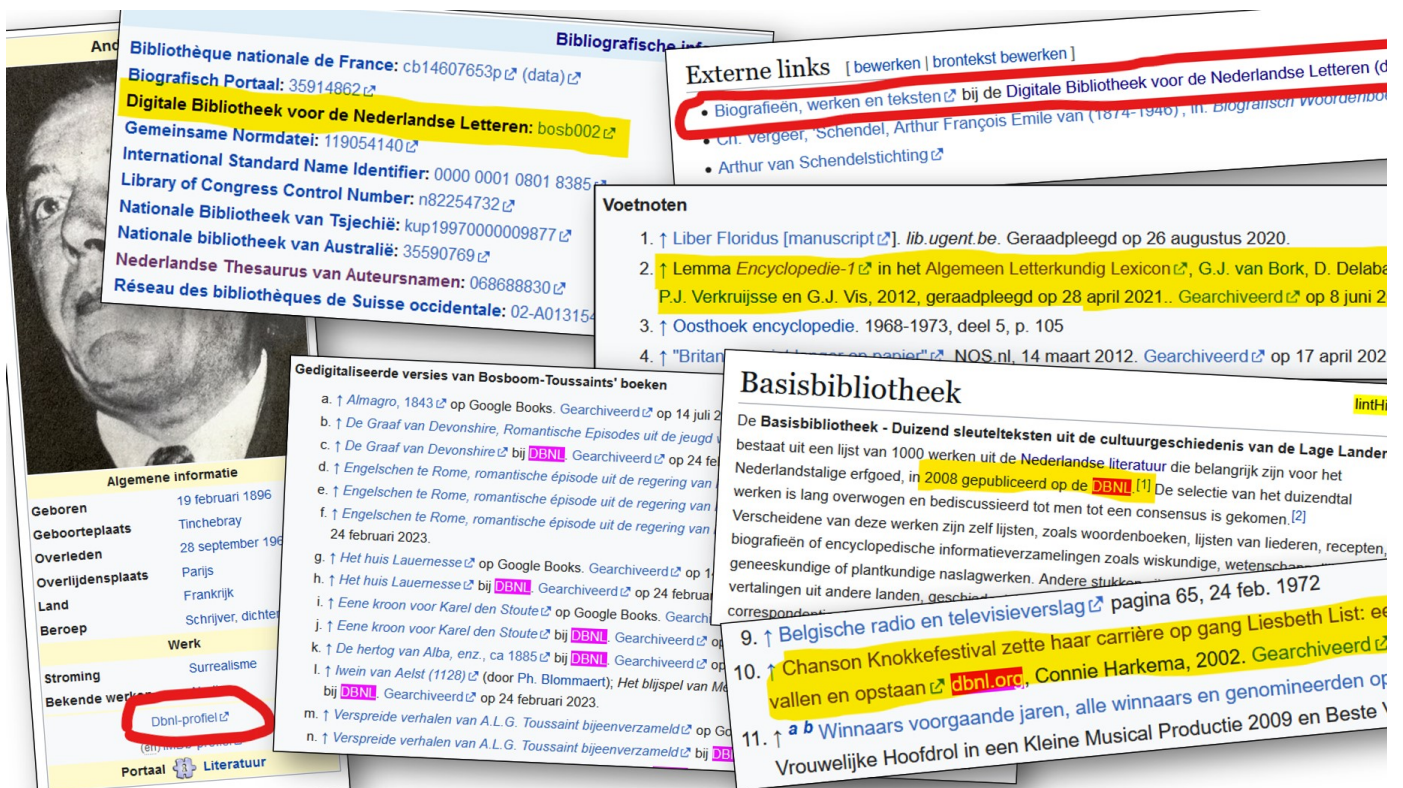 And
Algemene informatie
Geboren 19 februari 1896
Geboorteplaats Tinchebray
Overleden 28 september 196
Overlijdensplaats Parijs
Land Frankrijk
Beroep Schrijver, dichter
Werk
Stroming Surrealisme
Bekende werken
Dbnl-profiel
(en)
Portaal Literatuur
Bibliografische
Bibliothèque nationale de France: cb14607653p (data)
Biografisch Portaal: 35914862
Digitale Bibliotheek voor de Nederlandse Letteren: bosb002
Gemeinsame Normdatei: 119054140
International Standard Name Identifier: 0000 0001 0801 8385
Library of Congress Control Number: n82254732
Nationale Bibliotheek van Tsjechië: kup19970000009877
Nationale bibliotheek van Australië: 35590769
Nederlandse Thesaurus van Auteursnamen: 068688830
Réseau des bibliothèques de Suisse occidentale: 02-A013154
Externe links [ bewerken | brontekst bewerken ]
• Biografieën, werken en teksten bij de Digitale Bibliotheek voor de Nederlandse Letteren (d
• Ch. Vergeer, 'Schendel, Arthur François Emile van (1874-1946)', in: Biografisch Woordenbo
• Arthur van Schendelstichting
Voetnoten
1. ↑ Liber Floridus [manuscript]. lib.ugent.be. Geraadpleegd op 26 augustus 2020.
2. ↑ Lemma Encyclopedie-1 in het Algemeen Letterkundig Lexicon, G.J. van Bork, D. Delaba
P.J. Verkruijsse en G.J. Vis, 2012, geraadpleegd op 28 april 2021.. Gearchiveerd op 8 juni 2
3. ↑ Oosthoek encyclopedie. 1968-1973, deel 5, p. 105
4. ↑ "Britan papier" NOS.nl, 14 maart 2012. Gearchiveerd op 17 april 202
Gedigitaliseerde versies van Bosboom-Toussaints' boeken
a. ↑ Almagro, 1843 op Google Books. Gearchiveerd op 14 juli 2
b. ↑ De Graaf van Devonshire, Romantische Episodes uit de jeugd v
c. ↑ De Graaf van Devonshire bij DBNL. Gearchiveerd op 24 fe
d. ↑ Engelschen te Rome, romantische épisode uit de regering van
e. ↑ Engelschen te Rome, romantische épisode uit de regering van
f. ↑ Engelschen te Rome, romantische épisode uit de regering van
24 februari 2023.
g. ↑ Het huis Lauernesse op Google Books. Gearchiveerd op 1
h. ↑ Het huis Lauernesse bij DBNL. Gearchiveerd op 24 februar
i. ↑ Eene kroon voor Karel den Stoute op Google Books. Gearchi
j. ↑ Eene kroon voor Karel den Stoute bij DBNL. Gearchiveerd op
k. ↑ De hertog van Alba, enz., ca 1885 bij DBNL. Gearchiveerd op
l. ↑ Iwein van Aelst (1128) (door Ph. Blommaert); Het blijspel van Me
bij DBNL. Gearchiveerd op 24 februari 2023.
m. ↑ Verspreide verhalen van A.L.G. Toussaint bijeenverzameld op Go
n. ↑ Verspreide verhalen van A.L.G. Toussaint bijeenverzameld bij DB
Basisbibliotheek
lintHi
De Basisbibliotheek - Duizend sleutelteksten uit de cultuurgeschiedenis van de Lage Landen
bestaat uit een lijst van 1000 werken uit de Nederlandse literatuur die belangrijk zijn voor het
Nederlandstalige erfgoed, in 2008 gepubliceerd op de DBNL.[1] De selectie van het duizendtal
werken is lang overwogen en bediscussieerd tot men tot een consensus is gekomen.[2]
Verscheidene van deze werken zijn zelf lijsten, zoals woordenboeken, lijsten van liederen, recepten,
biografieën of encyclopedische informatieverzamelingen zoals wiskundige, wetenschap
geneeskundige of plantkundige naslagwerken. Andere stukken
vertalingen uit andere landen, geschied
correspondenti
9. ↑ Belgische radio en televisieverslag pagina 65, 24 feb. 1972
10. ↑ Chanson Knokkefestival zette haar carrière op gang Liesbeth List: ee
vallen en opstaan dbnl.org, Connie Harkema, 2002. Gearchiveerd
11. ↑ a b Winnaars voorgaande jaren, alle winnaars en genomineerden op
Vrouwelijke Hoofdrol in een Kleine Musical Productie 2009 en Beste V